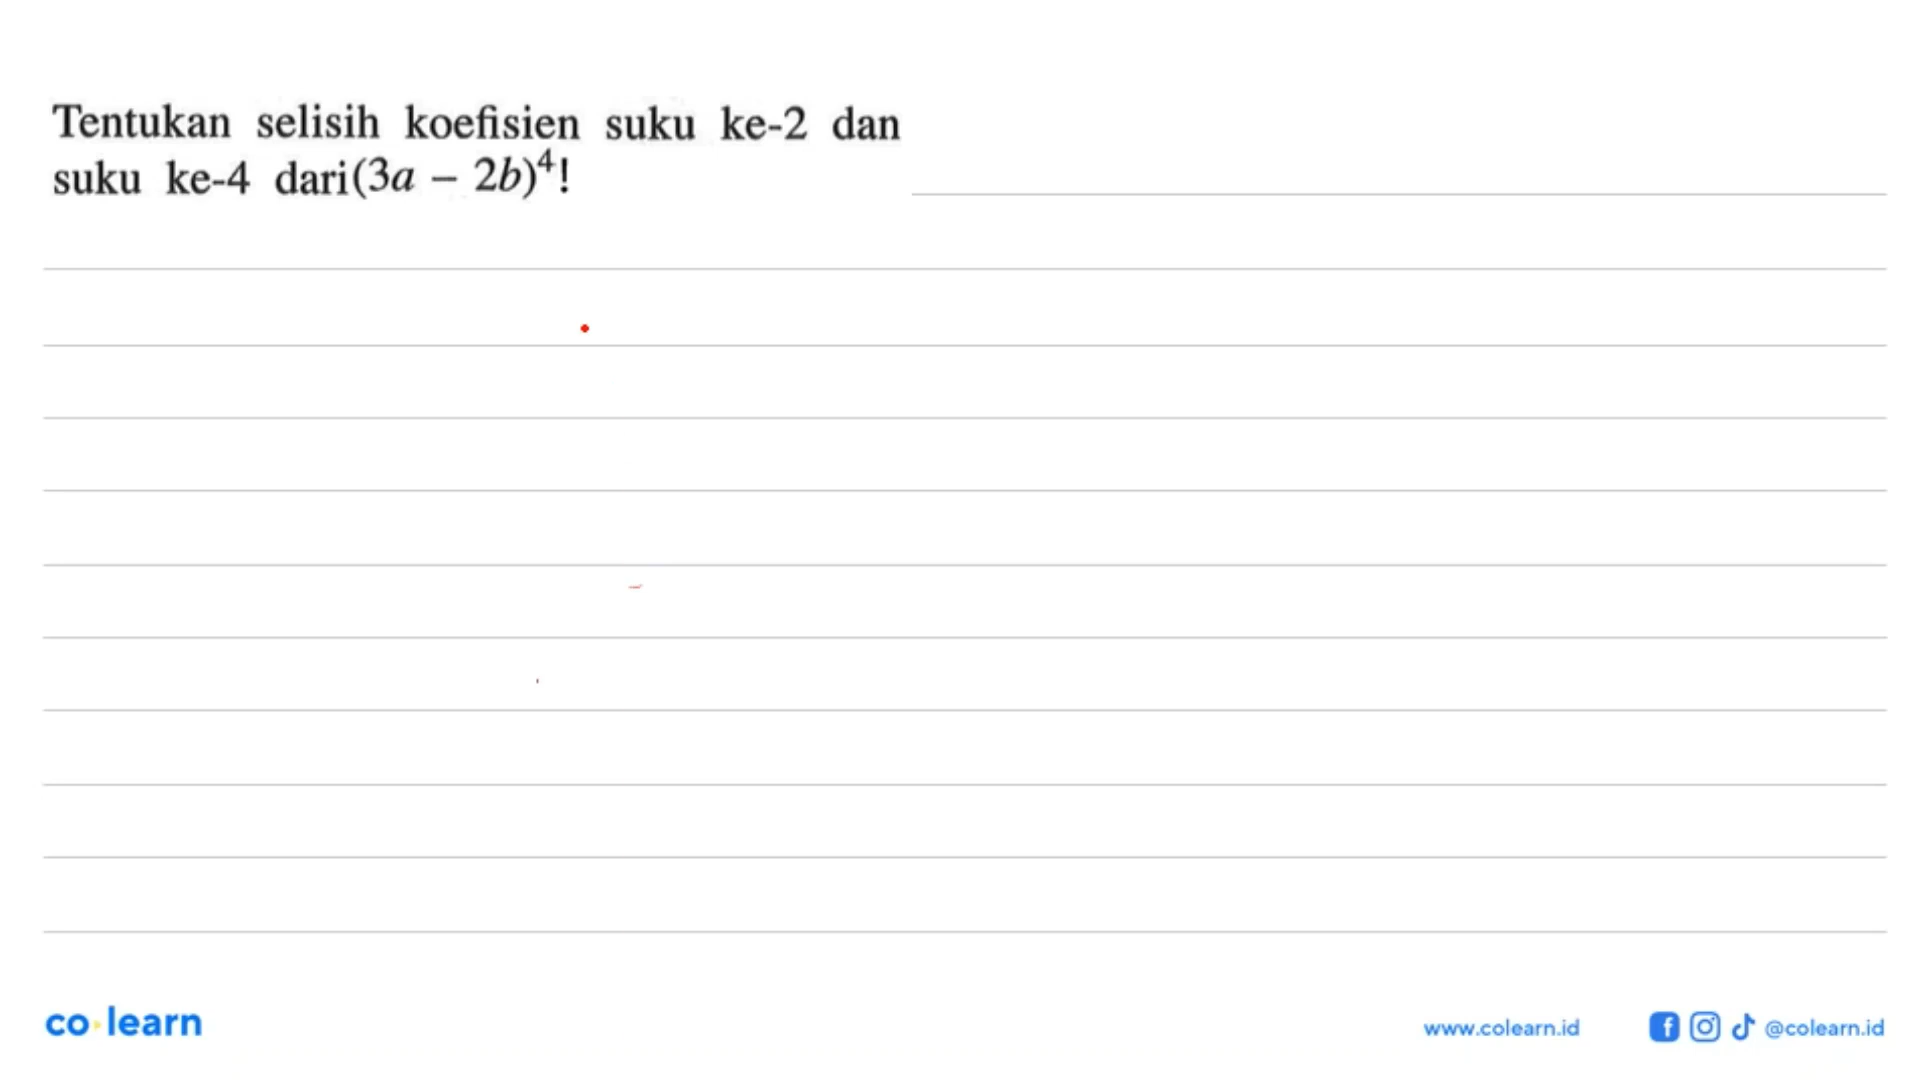 Tentukan selisih koefisien suku ke-2 dan
suku ke-4 dari(3a − 2b)⁴!
co learn
www.colearn.id @colearn.id